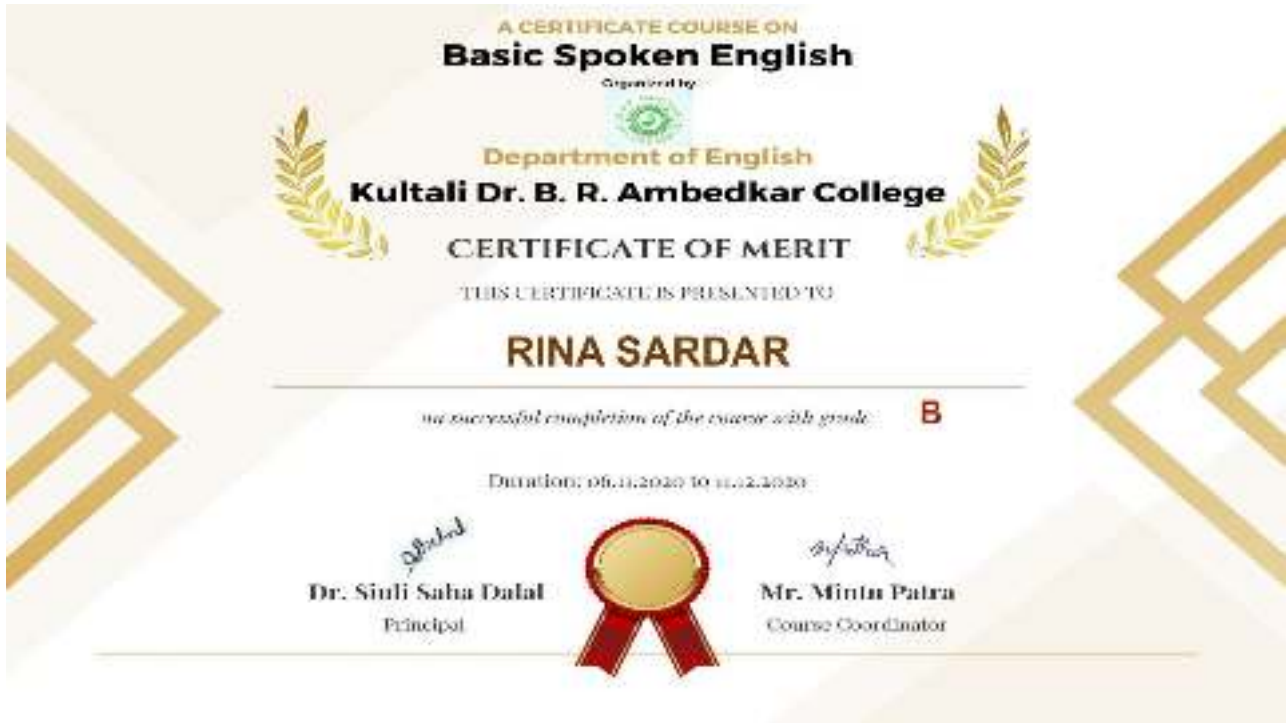 A CERTIFICATE COURSE ON
Basic Spoken English
Organized by
Department of English
Kultali Dr. B. R. Ambedkar College
CERTIFICATE OF MERIT
THIS CERTIFICATE IS PRESENTED TO
RINA SARDAR
on successful completion of the course with grade B
Duration: 06.11.2020 to 11.12.2020
Dr. Siuli Saha Dalal Mr. Mintu Patra
Principal Course Coordinator